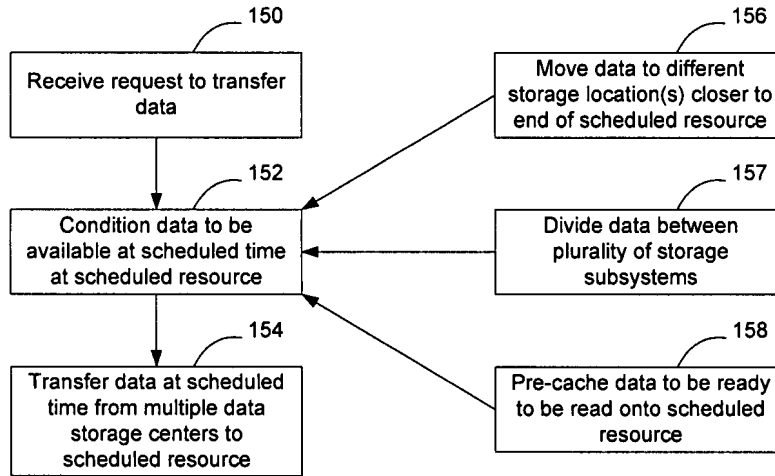 150
Receive request to transfer
data
152
Condition data to be
available at scheduled time
at scheduled resource
154
Transfer data at scheduled
time from multiple data
storage centers to
scheduled resource
156
Move data to different
storage location(s) closer to
end of scheduled resource
157
Divide data between
plurality of storage
subsystems
158
Pre-cache data to be ready
to be read onto scheduled
resource